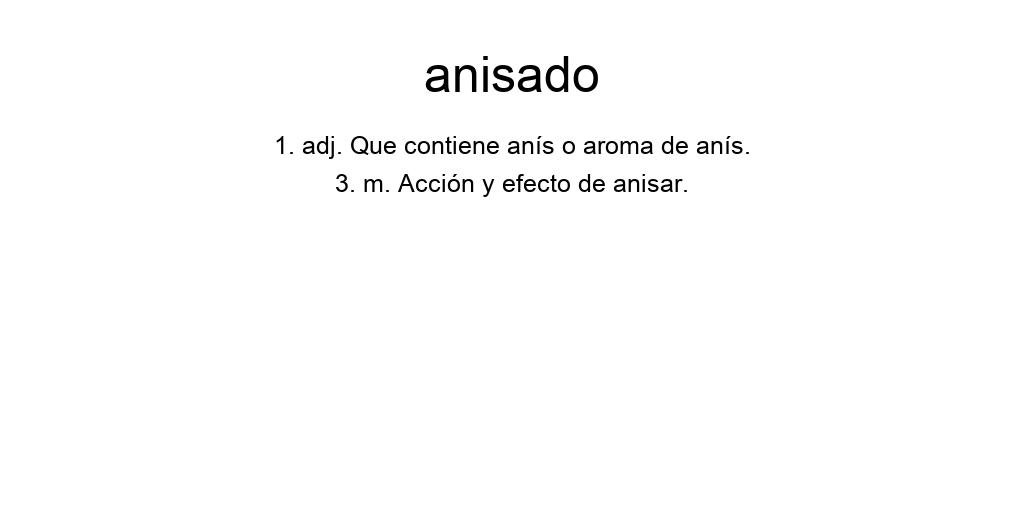 anisado
1. adj. Que contiene anís o aroma de anís.
3. m. Acción y efecto de anisar.